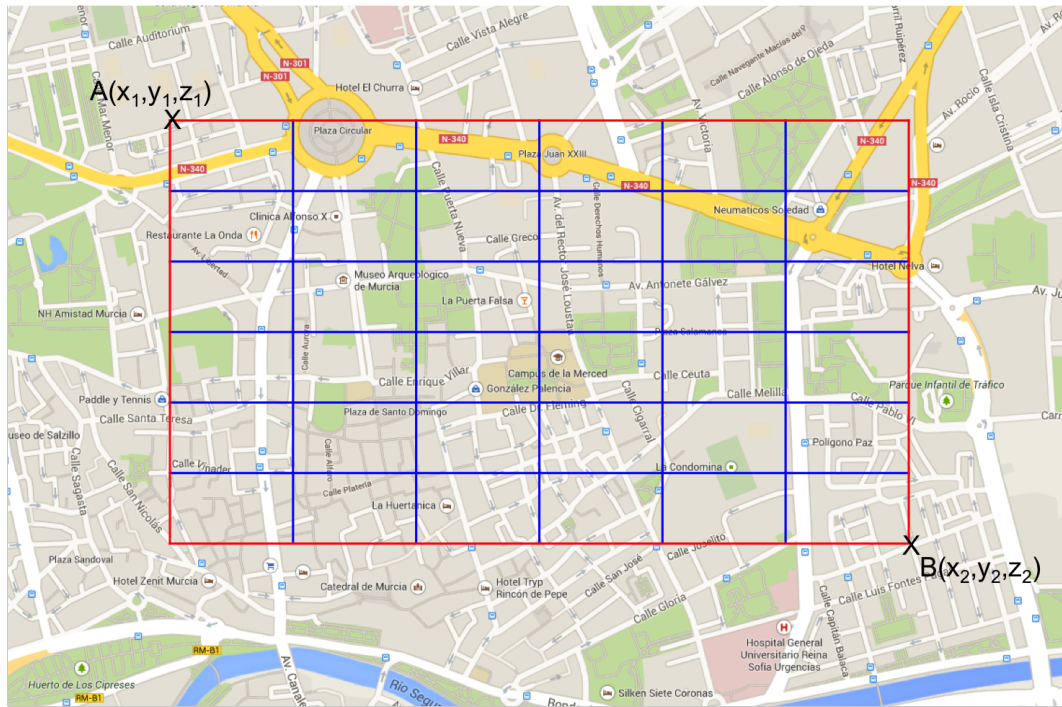 Calle Auditorium
Calle Vista Alegre
N-301
N-301
Calle Navegante Macías del P.
Calle Alonso de Ojeda
Hotel El Churra
A(x1,y1,z1)
Mar Menor
Av. Victoria
Av. Rocío
Calle Isla Cristina
Plaza Circular
N-340
N-340
Plaza Juan XXIII
N-340
N-340
N-340
Calle Puerta Nueva
Clinica Alfonso X
Neumaticos Soledad
Restaurante La Onda
Calle Greco
Av. del Recto. José Loustau
Calle Derechos Humanos
Av. Libertad
Museo Arqueologico
de Murcia
Hotel Nelva
Av. Antonete Gálvez
La Puerta Falsa
NH Amistad Murcia
Plaza Salamanca
Calle Aurora
Campus de la Merced
Calle Ceuta
Calle Enrique Villar
González Palencia
Parque Infantil de Tráfico
Calle Melilla
Paddle y Tennis
Plaza de Santo Domingo
Calle Dr. Fleming
Calle Cigarral
Calle Pablo VI
Calle Santa Teresa
Museo de Salzillo
Polígono Paz
Calle Vinader
Calle Alfaro
La Condomina
Calle Sagasta
Calle San Nicolás
Calle Platería
La Huertanica
Plaza Sandoval
Calle Joselito
B(x2,y2,z2)
Hotel Zenit Murcia
Catedral de Murcia
Hotel Tryp
Rincón de Pepe
Calle San José
Calle Luis Fontes
Calle Gloria
Calle Capitán Balaca
Hospital General
Universitario Reina
Sofía Urgencias
RM-B1
Huerto de Los Cipreses
RM-B1
Av. Canale
Río Segu
Silken Siete Coronas
Ronda